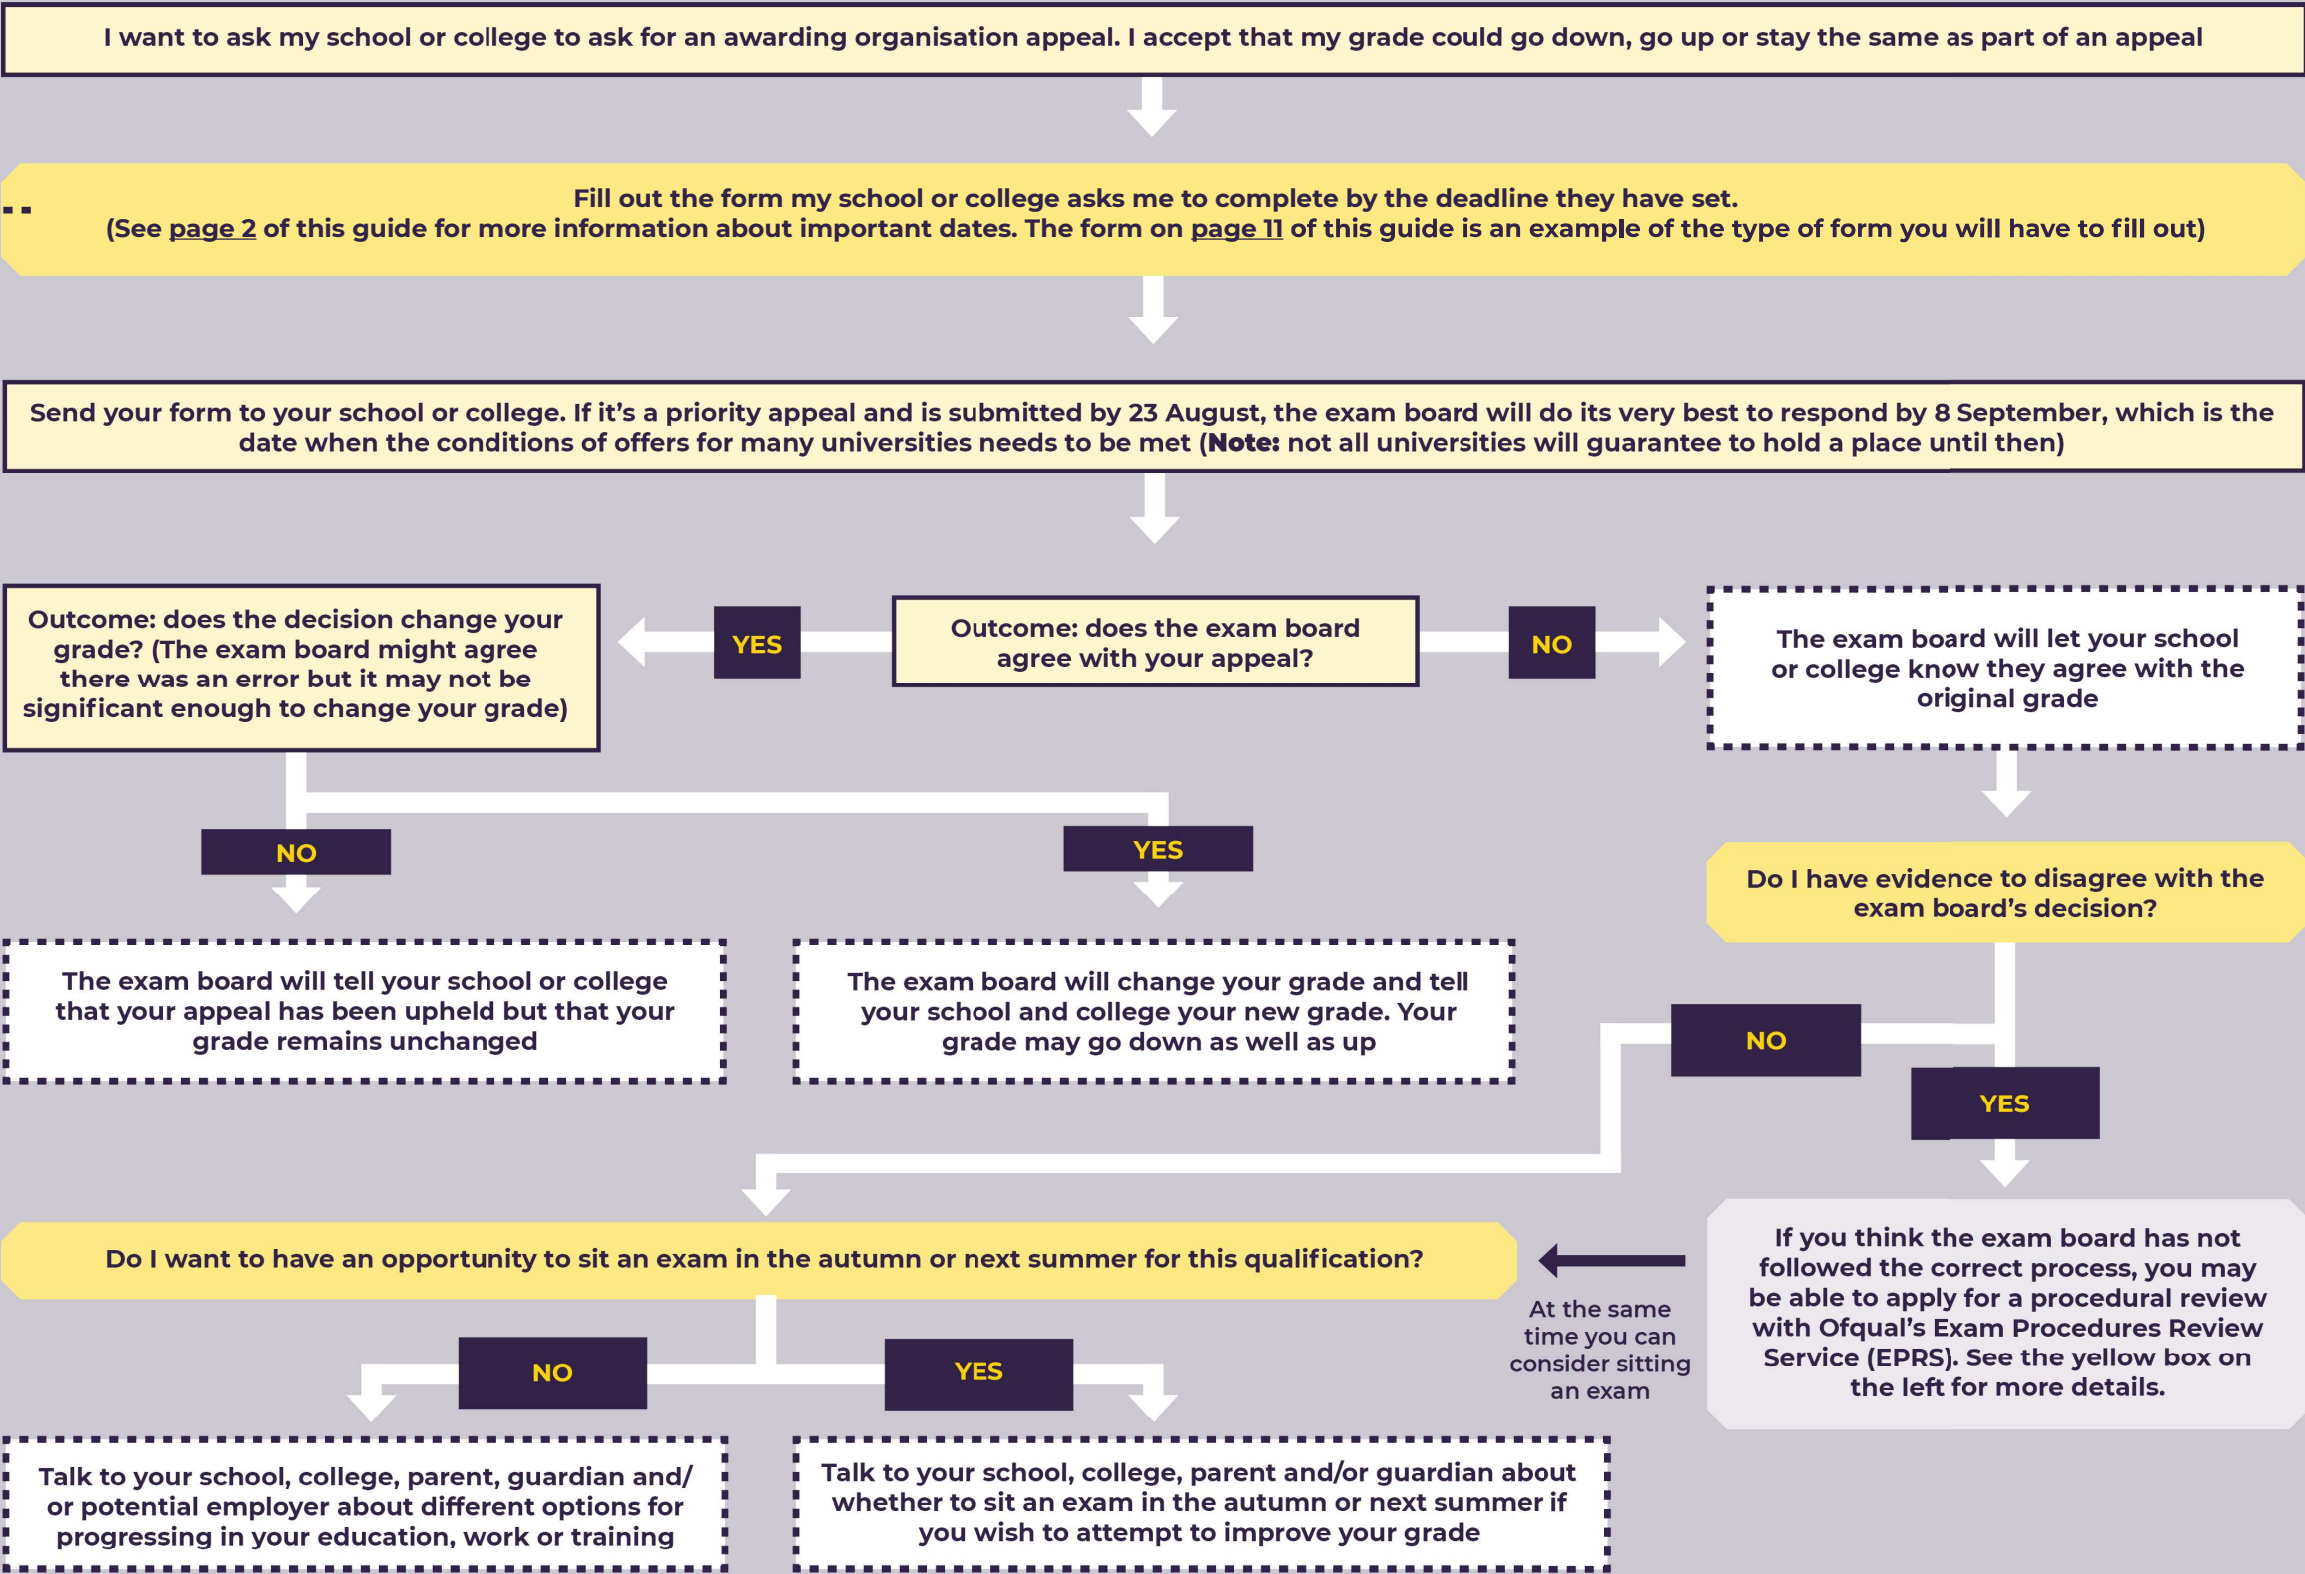 I want to ask my school or college to ask for an awarding organisation appeal. I accept that my grade could go down, go up or stay the same as part of an appeal
Fill out the form my school or college asks me to complete by the deadline they have set.
(See page 2 of this guide for more information about important dates. The form on page 11 of this guide is an example of the type of form you will have to fill out)
Send your form to your school or college. If it's a priority appeal and is submitted by 23 August, the exam board will do its very best to respond by 8 September, which is the
date when the conditions of offers for many universities needs to be met (Note: not all universities will guarantee to hold a place until then)
Outcome: does the decision change your
grade? (The exam board might agree
there was an error but it may not be
significant enough to change your grade)
YES
Outcome: does the exam board
agree with your appeal?
NO
The exam board will let your school
or college know they agree with the
original grade
NO
YES
Do I have evidence to disagree with the
exam board's decision?
The exam board will tell your school or college
that your appeal has been upheld but that your
grade remains unchanged
The exam board will change your grade and tell
your school and college your new grade. Your
grade may go down as well as up
NO
YES
Do I want to have an opportunity to sit an exam in the autumn or next summer for this qualification?
At the same
time you can
consider sitting
an exam
If you think the exam board has not
followed the correct process, you may
be able to apply for a procedural review
with Ofqual's Exam Procedures Review
Service (EPRS). See the yellow box on
the left for more details.
NO
YES
Talk to your school, college, parent, guardian and/
or potential employer about different options for
progressing in your education, work or training
Talk to your school, college, parent and/or guardian about
whether to sit an exam in the autumn or next summer if
you wish to attempt to improve your grade